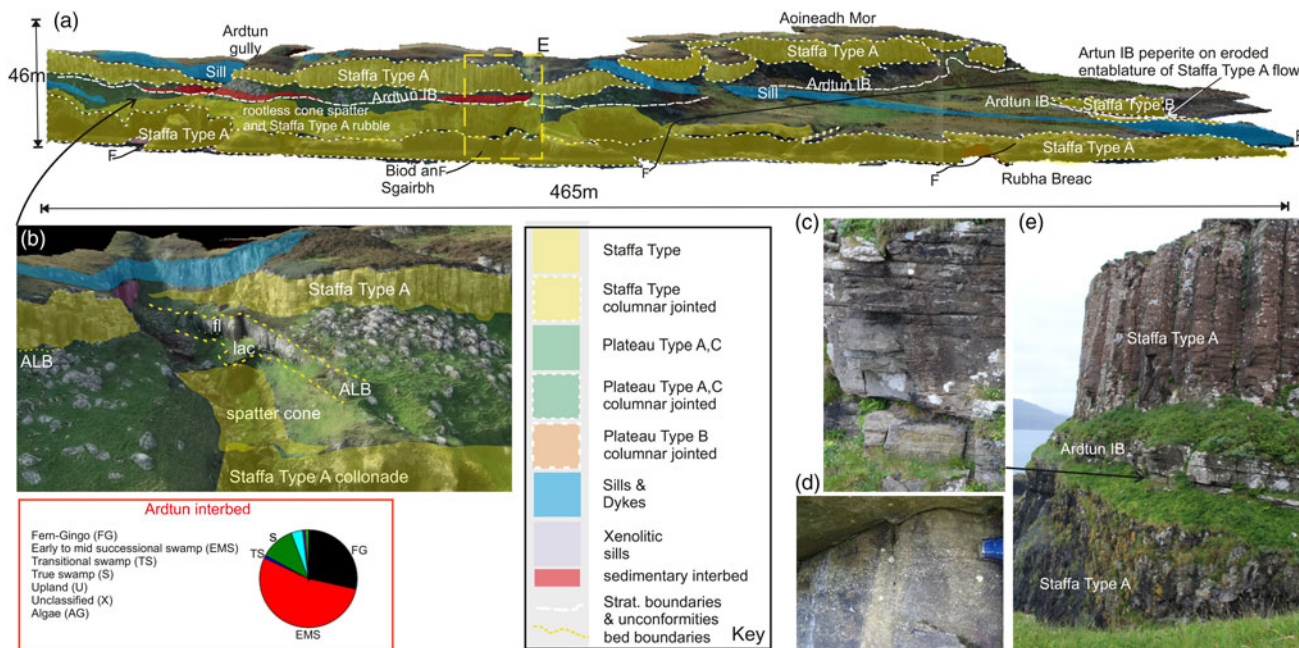 (a)
Aoineadh Mor
Ardtun
gully
E
Staffa Type A
Artun IB peperite on eroded
entablature of Staffa Type A flow
46m
Sill
Staffa Type A
Ardtun IB
Ardtun IB
Sill
Ardtun IB
Staffa Type B
rootless cone spatter
and Staffa Type A rubble
Staffa Type A
Staffa Type A
F
F
F
F
F
Biod an
Sgairbh
Rubha Breac
465m
(b)
Staffa Type A
fl
lac
ALB
ALB
spatter cone
Staffa Type A collonade
Ardtun interbed
Fern-Gingo (FG)
Early to mid successional swamp (EMS)
Transitional swamp (TS)
True swamp (S)
Upland (U)
Unclassified (X)
Algae (AG)
S
TS
FG
EMS
Staffa Type
Staffa Type
columnar jointed
Plateau Type A,C
Plateau Type A,C
columnar jointed
Plateau Type B
columnar jointed
Sills &
Dykes
Xenolitic
sills
sedimentary interbed
Strat. boundaries
& unconformities
bed boundaries
Key
(c)
(d)
(e)
Staffa Type A
Ardtun IB
Staffa Type A